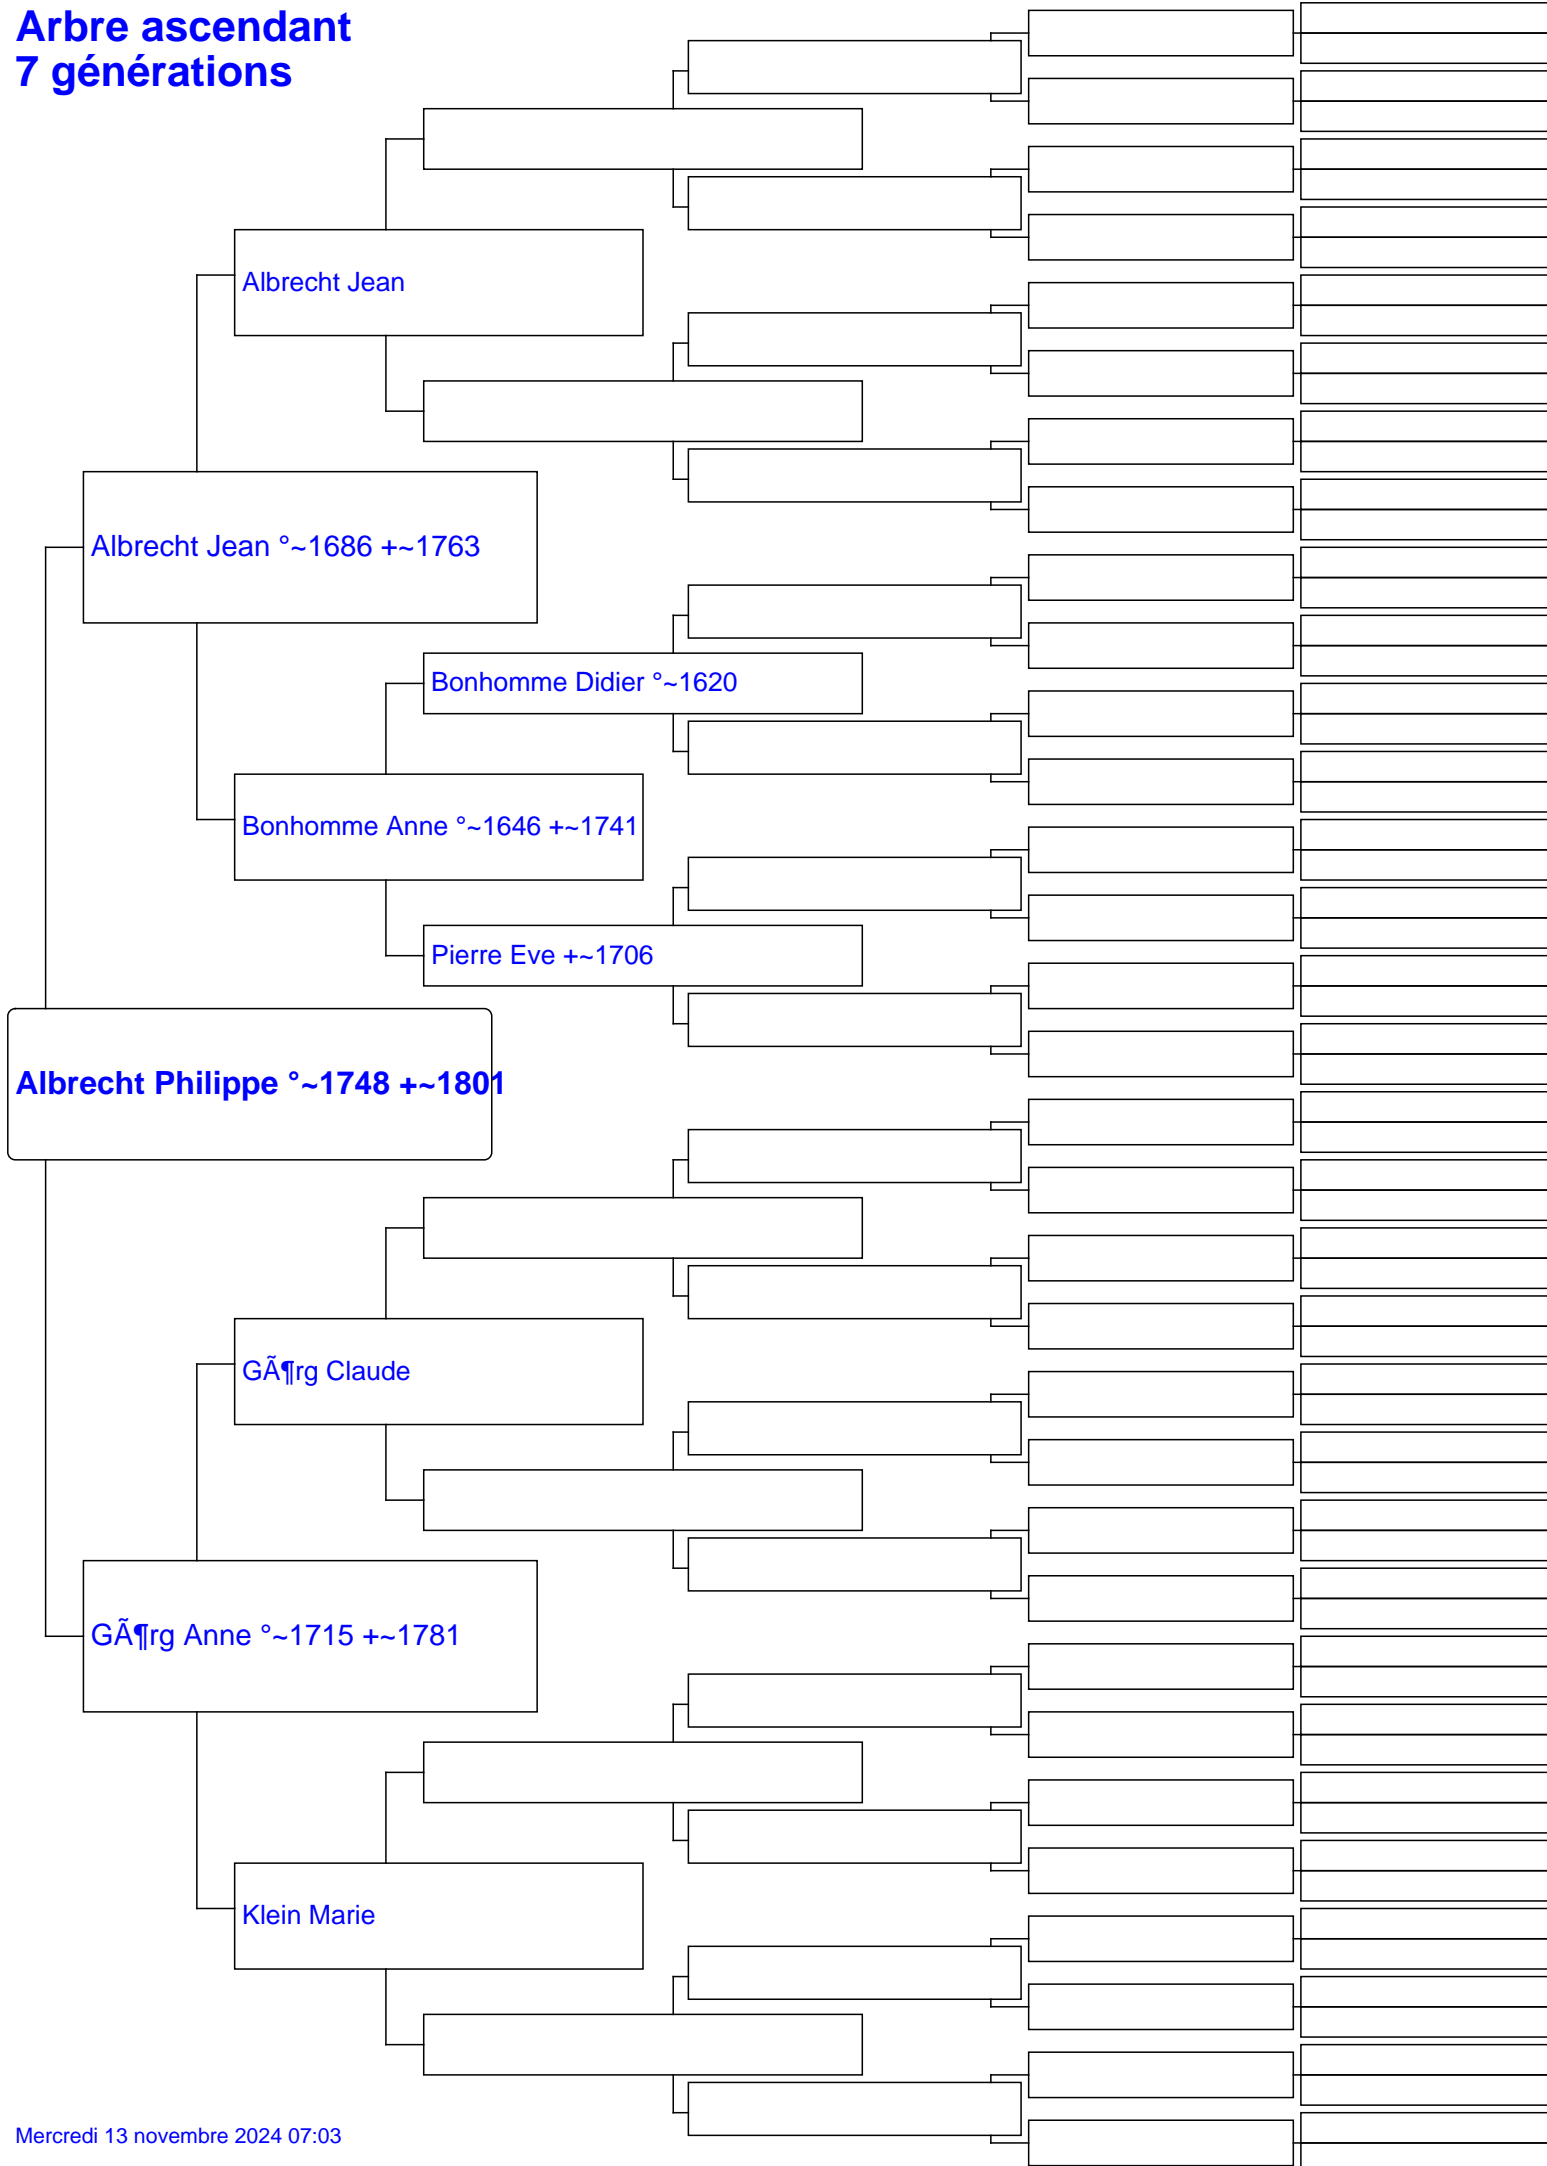 Arbre ascendant
7 générations
Albrecht Jean
Albrecht Jean °~1686 +~1763
Bonhomme Didier °~1620
Bonhomme Anne °~1646 +~1741
Pierre Eve +~1706
Albrecht Philippe °~1748 +~1801
GÃ¶rg Claude
GÃ¶rg Anne °~1715 +~1781
Klein Marie
Mercredi 13 novembre 2024 07:03